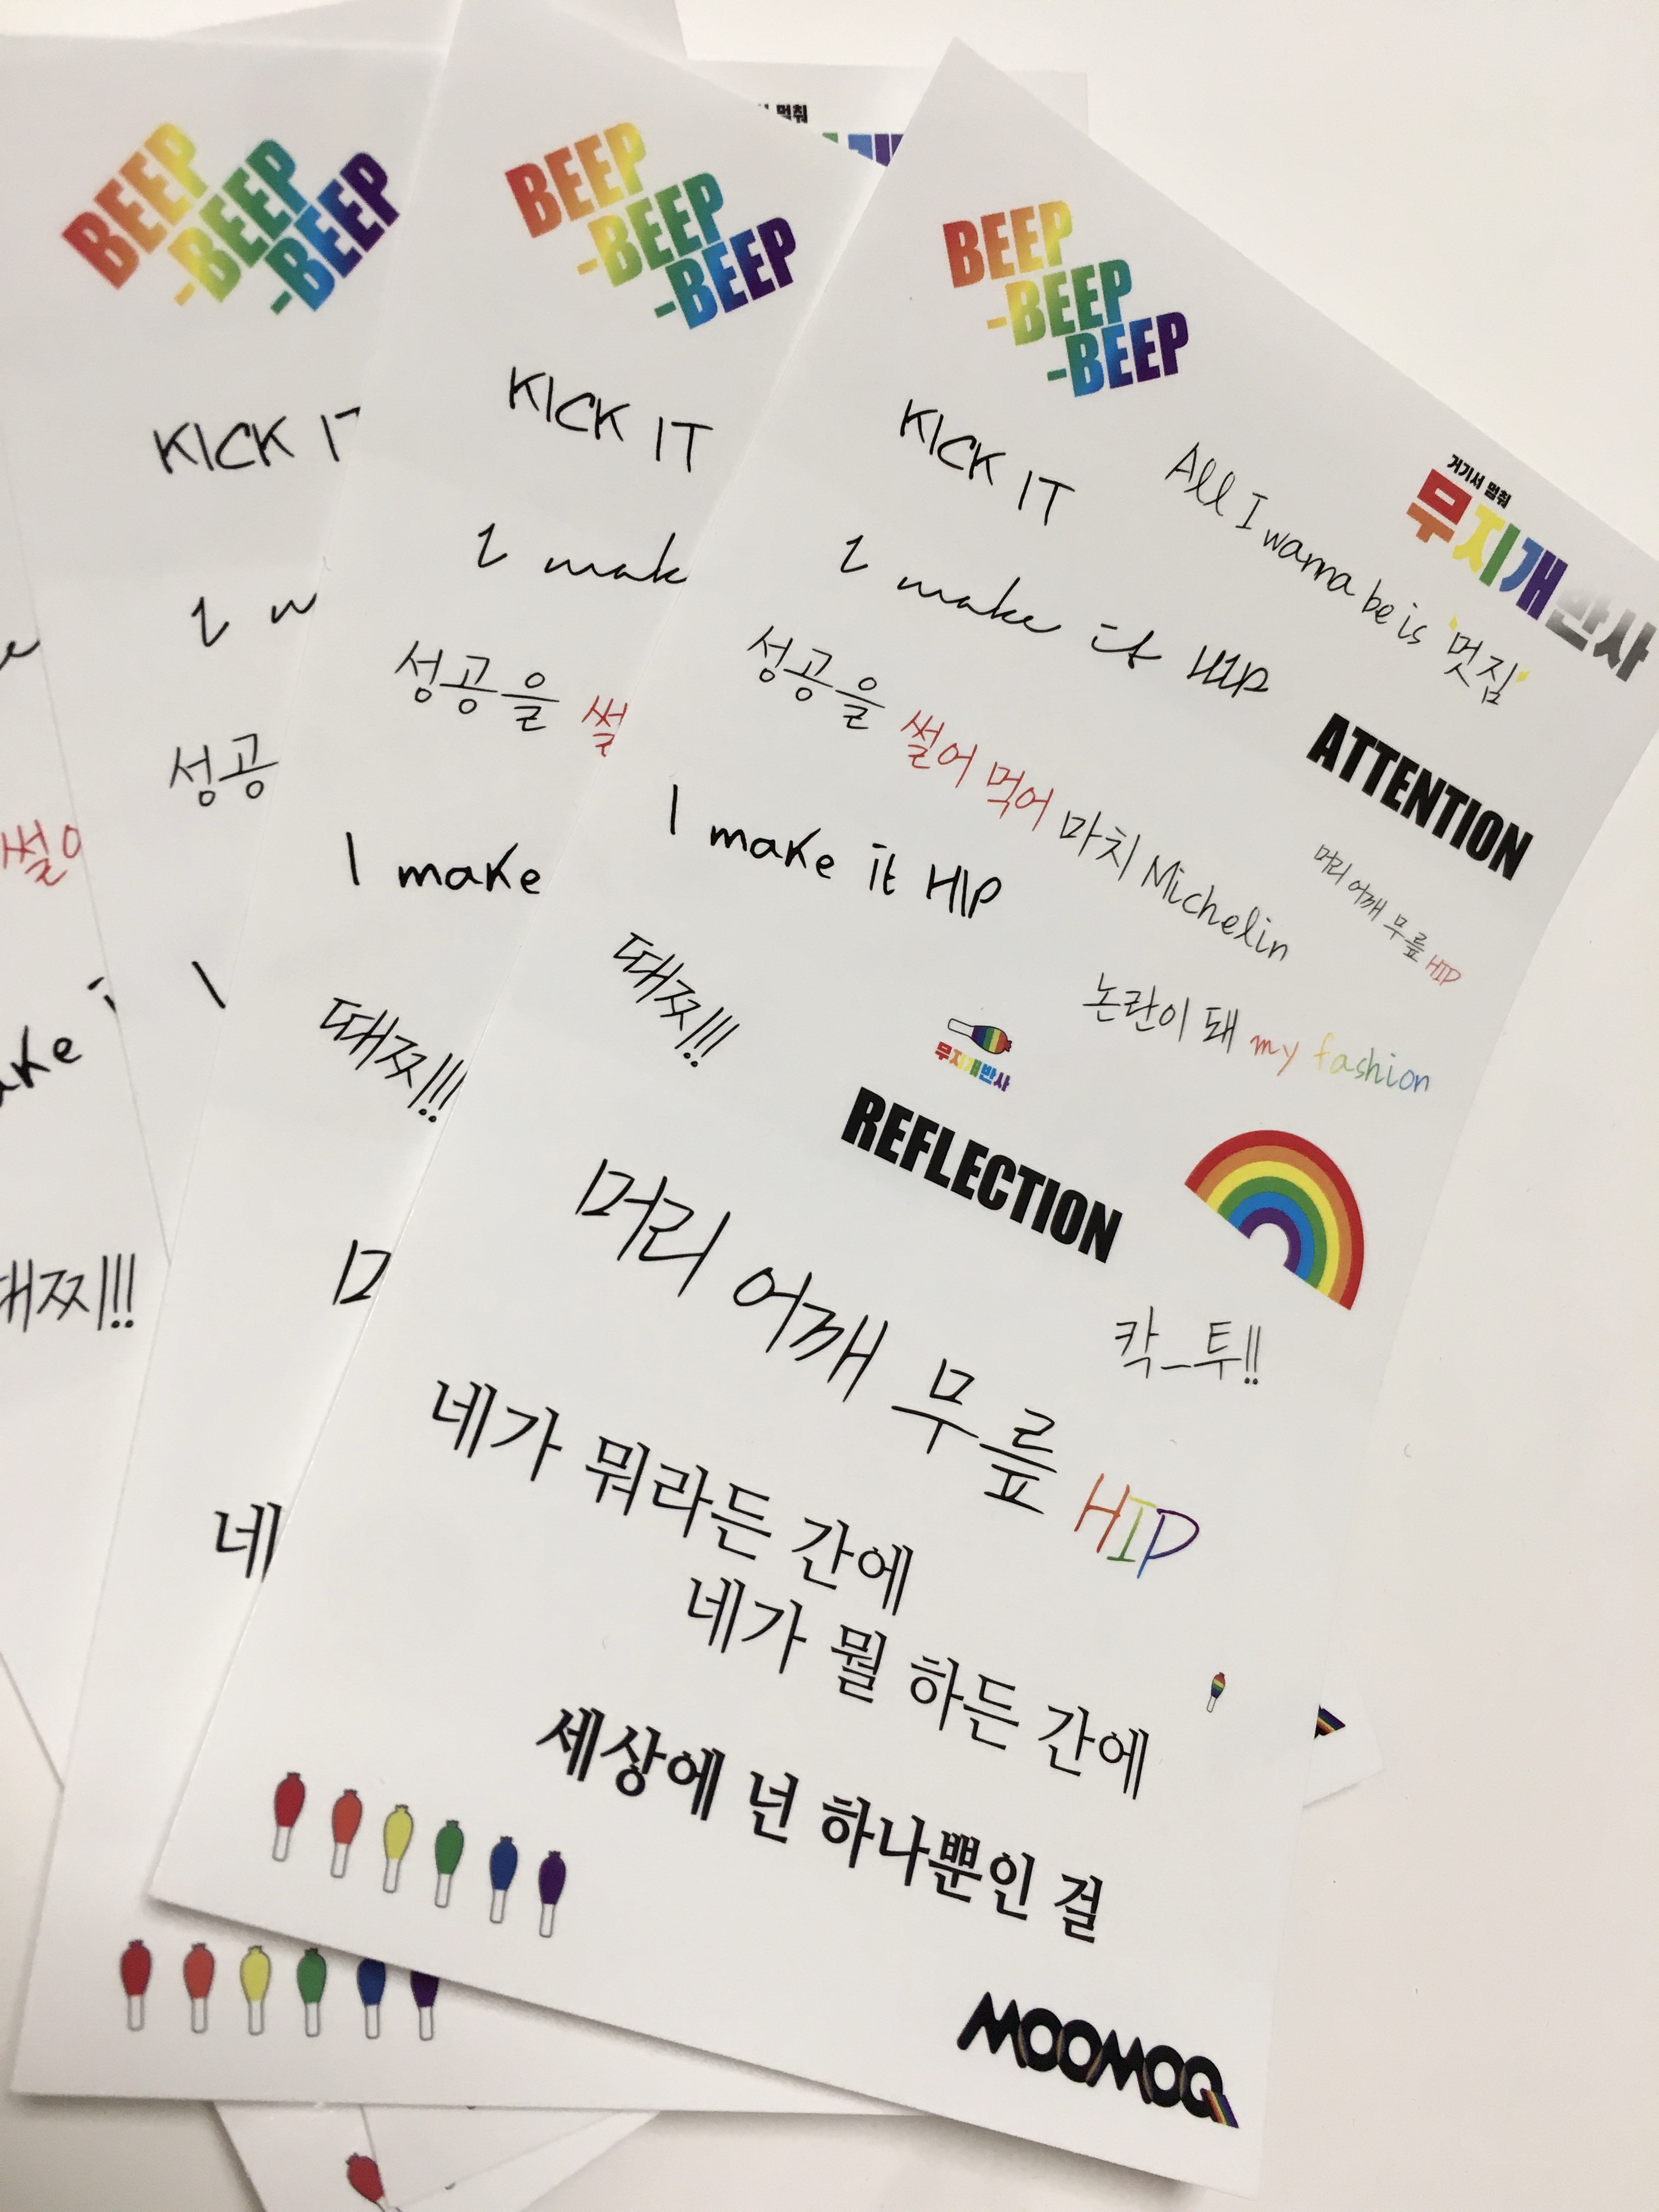 BEEP
-BEEP
-BEEP
KICK IT
I w
성공
썰어
ake
I
때찌!!!
BEEP
-BEEP
-BEEP
KICK IT
I mak
성공을 썰
I make
때찌!!!
네
멈춰
BEEP
-BEEP
-BEEP
KICK IT
All I wanna be is '멋짐'
거기서 멈춰
무지개반사
I make it HIP
성공을 썰어 먹어 마치 Michelin
ATTENTION
I make it HIP
머리 어깨 무릎 HIP
때찌!!!
논란이 돼 my fashion
무지개반사
REFLECTION
칵_투!!
머리 어깨 무릎 HIP
네가 뭐라든 간에
네가 뭘 하든 간에
세상에 넌 하나뿐인 걸
MOOMOO